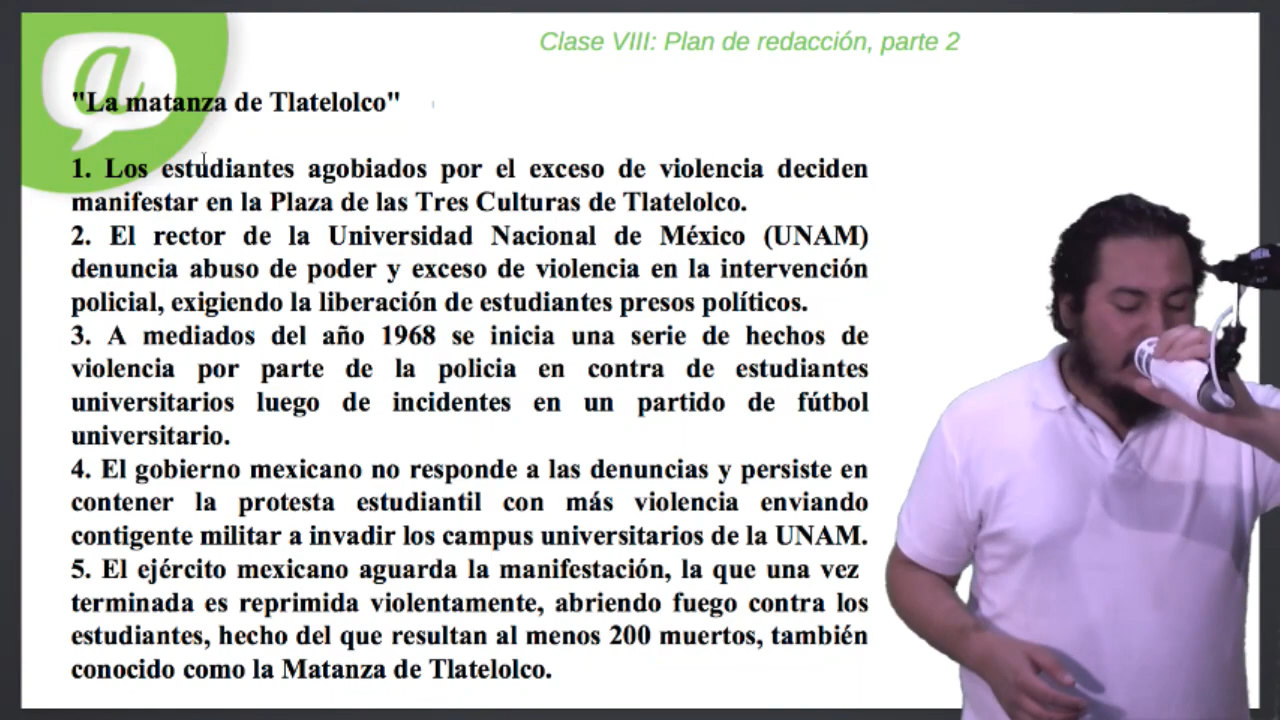 Clase VIII: Plan de redacción, parte 2
a
"La matanza de Tlatelolco"
1. Los estudiantes agobiados por el exceso de violencia deciden
manifestar en la Plaza de las Tres Culturas de Tlatelolco.
2. El rector de la Universidad Nacional de México (UNAM)
denuncia abuso de poder y exceso de violencia en la intervención
policial, exigiendo la liberación de estudiantes presos políticos.
3. A mediados del año 1968 se inicia una serie de hechos de
violencia por parte de la policia en contra de estudiantes
universitarios luego de incidentes en un partido de fútbol
universitario.
4. El gobierno mexicano no responde a las denuncias y persiste en
contener la protesta estudiantil con más violencia enviando
contigente militar a invadir los campus universitarios de la UNAM.
5. El ejército mexicano aguarda la manifestación, la que una vez
terminada es reprimida violentamente, abriendo fuego contra los
estudiantes, hecho del que resultan al menos 200 muertos, también
conocido como la Matanza de Tlatelolco.